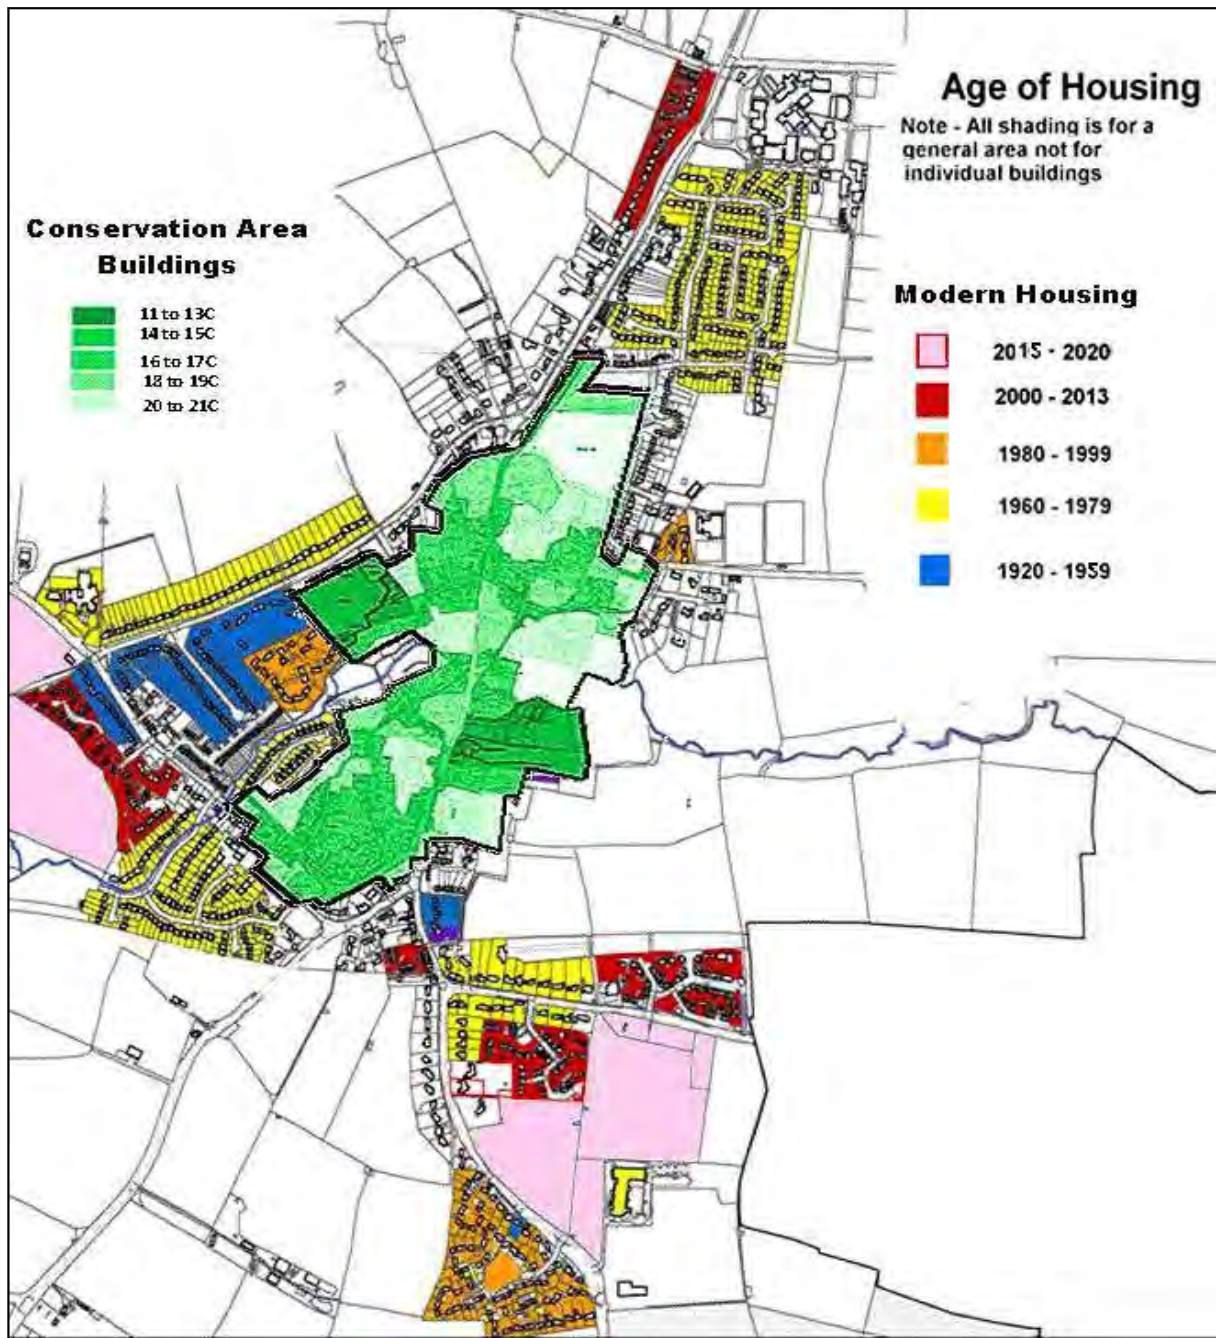 Age of Housing
Note - All shading is for a
general area not for
individual buildings
Conservation Area
Buildings
11 to 13C
14 to 15C
16 to 17C
18 to 19C
20 to 21C
Modern Housing
2015 - 2020
2000 - 2013
1980 - 1999
1960 - 1979
1920 - 1959